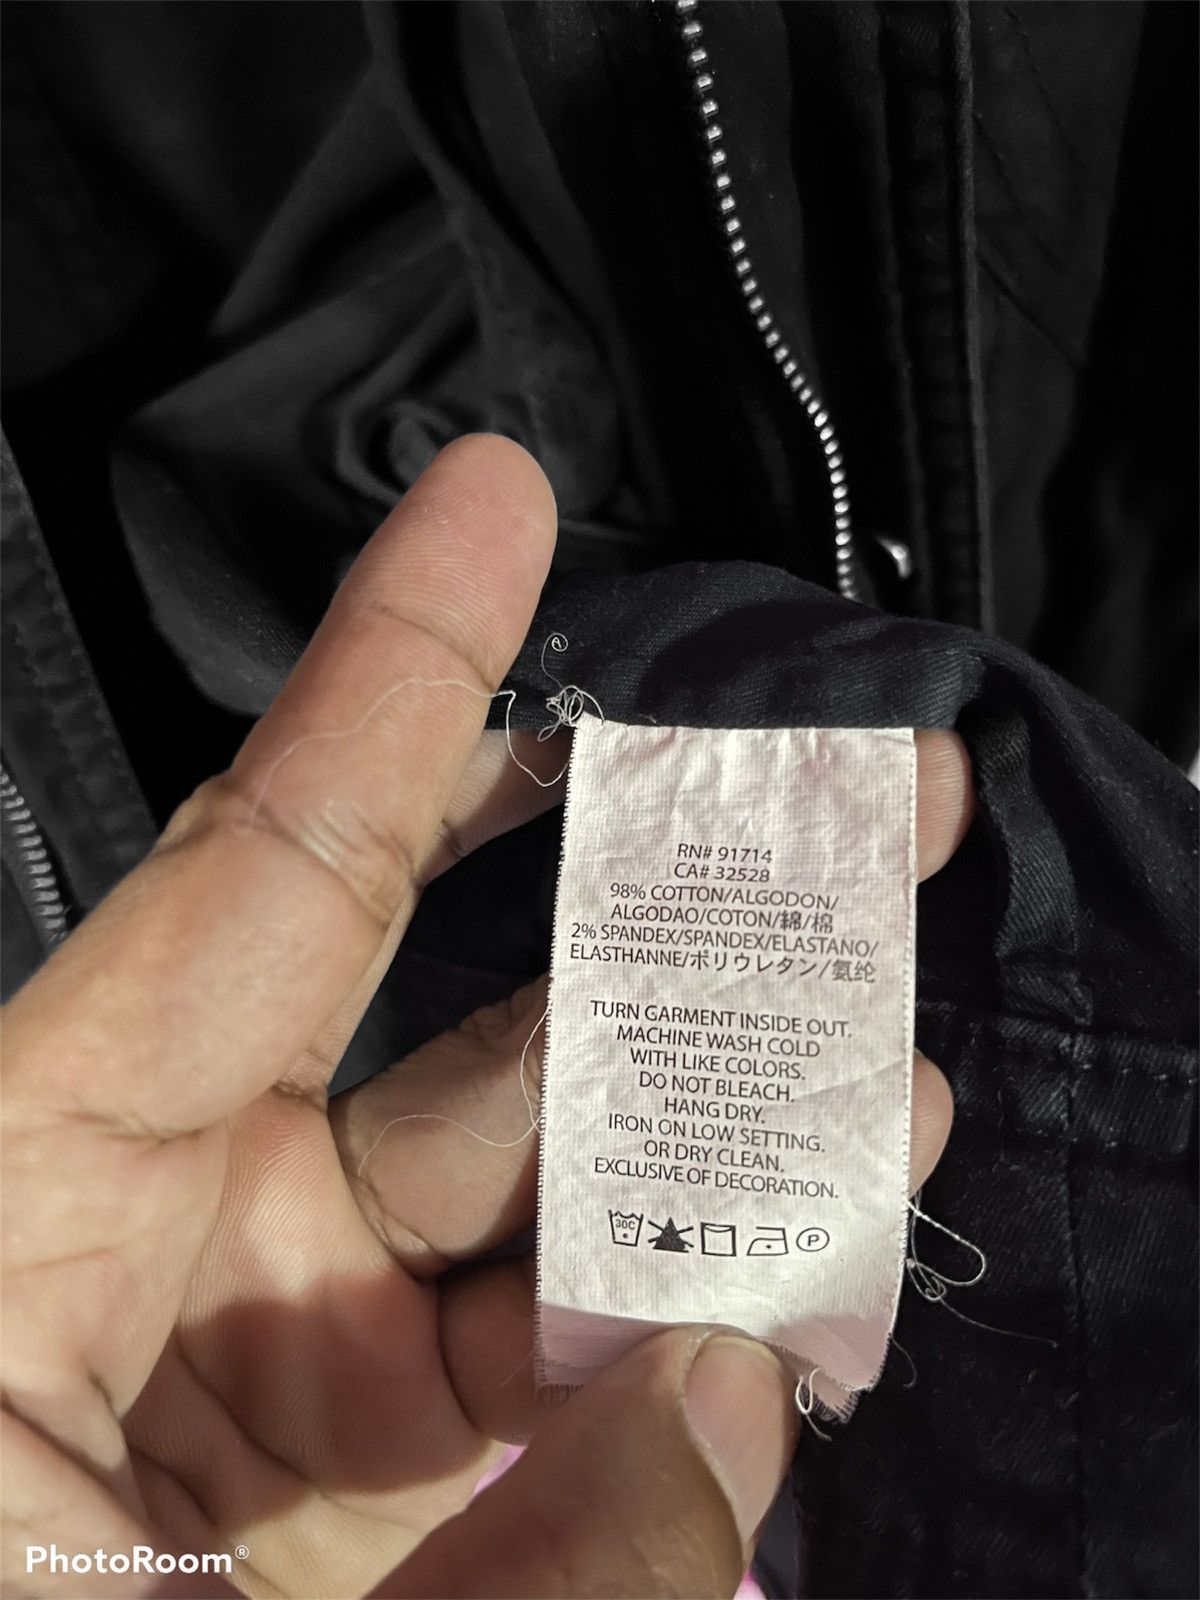 RN# 91714
CA# 32528
98% COTTON/ALGODON/
ALGODAO/COTON/綿/棉
2% SPANDEX/SPANDEX/ELASTANO/
ELASTHANNE/ポリウレタン/氨纶
TURN GARMENT INSIDE OUT.
MACHINE WASH COLD
WITH LIKE COLORS.
DO NOT BLEACH.
HANG DRY.
IRON ON LOW SETTING.
OR DRY CLEAN.
EXCLUSIVE OF DECORATION.
30C P
PhotoRoom®